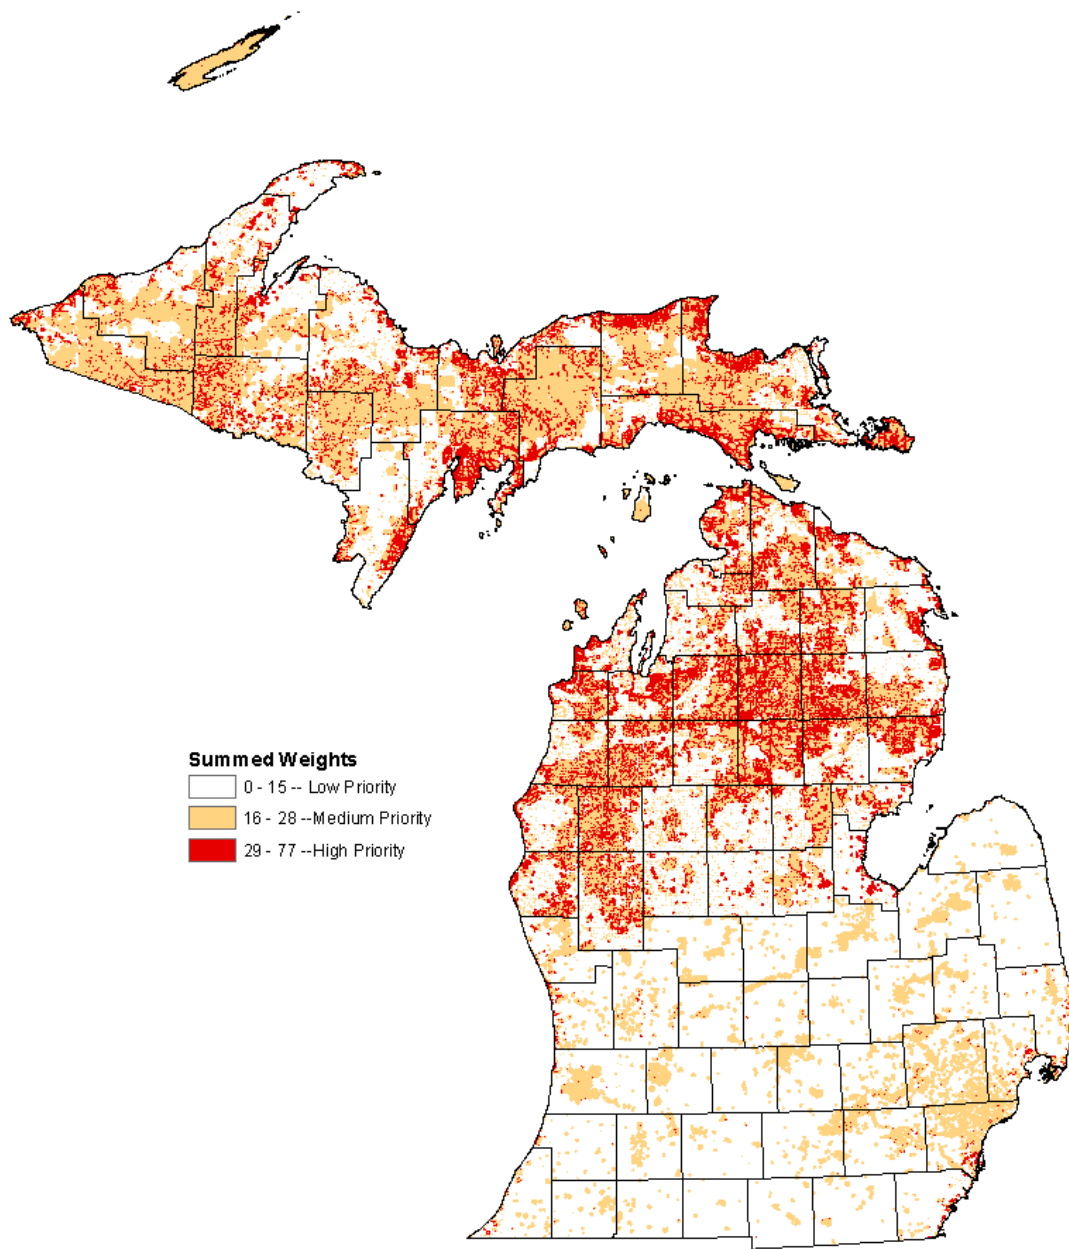 Summed Weights
0 - 15 -- Low Priority
16 - 28 --Medium Priority
29 - 77 --High Priority